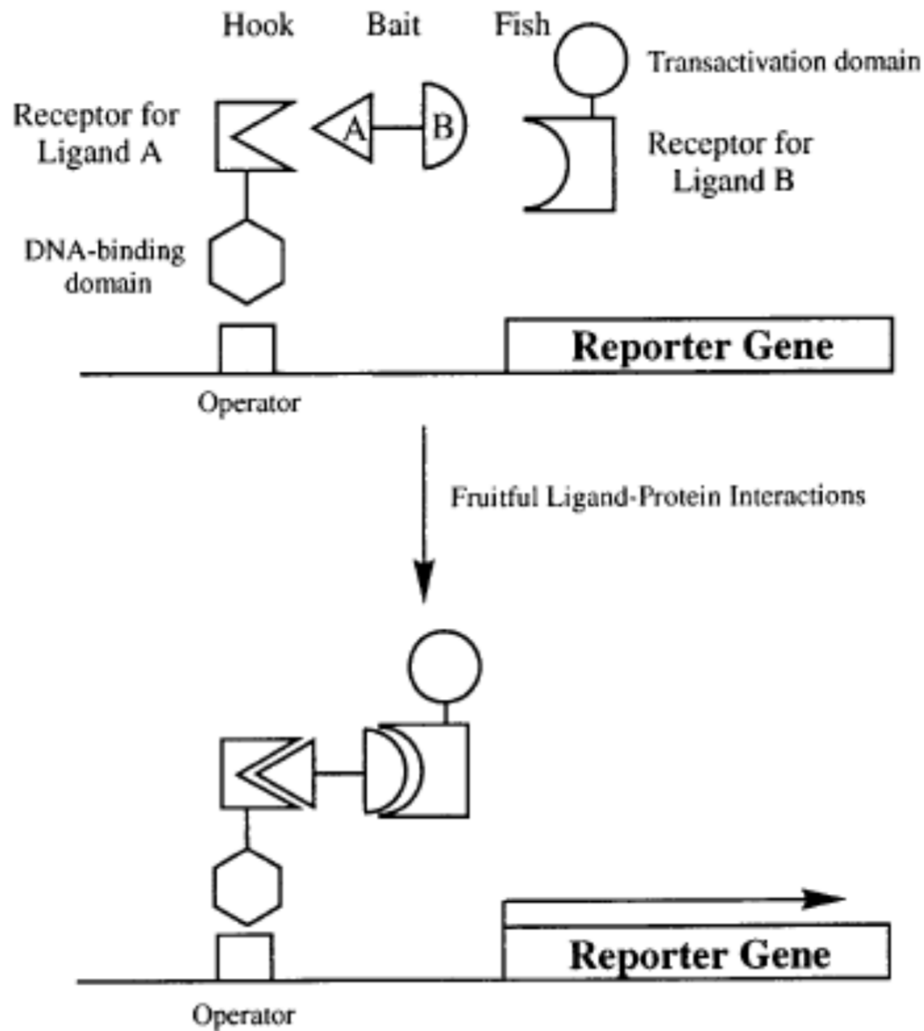 Hook Bait Fish
Transactivation domain
Receptor for
Ligand A
A B
Receptor for
Ligand B
DNA-binding
domain
Reporter Gene
Operator
Fruitful Ligand-Protein Interactions
Reporter Gene
Operator